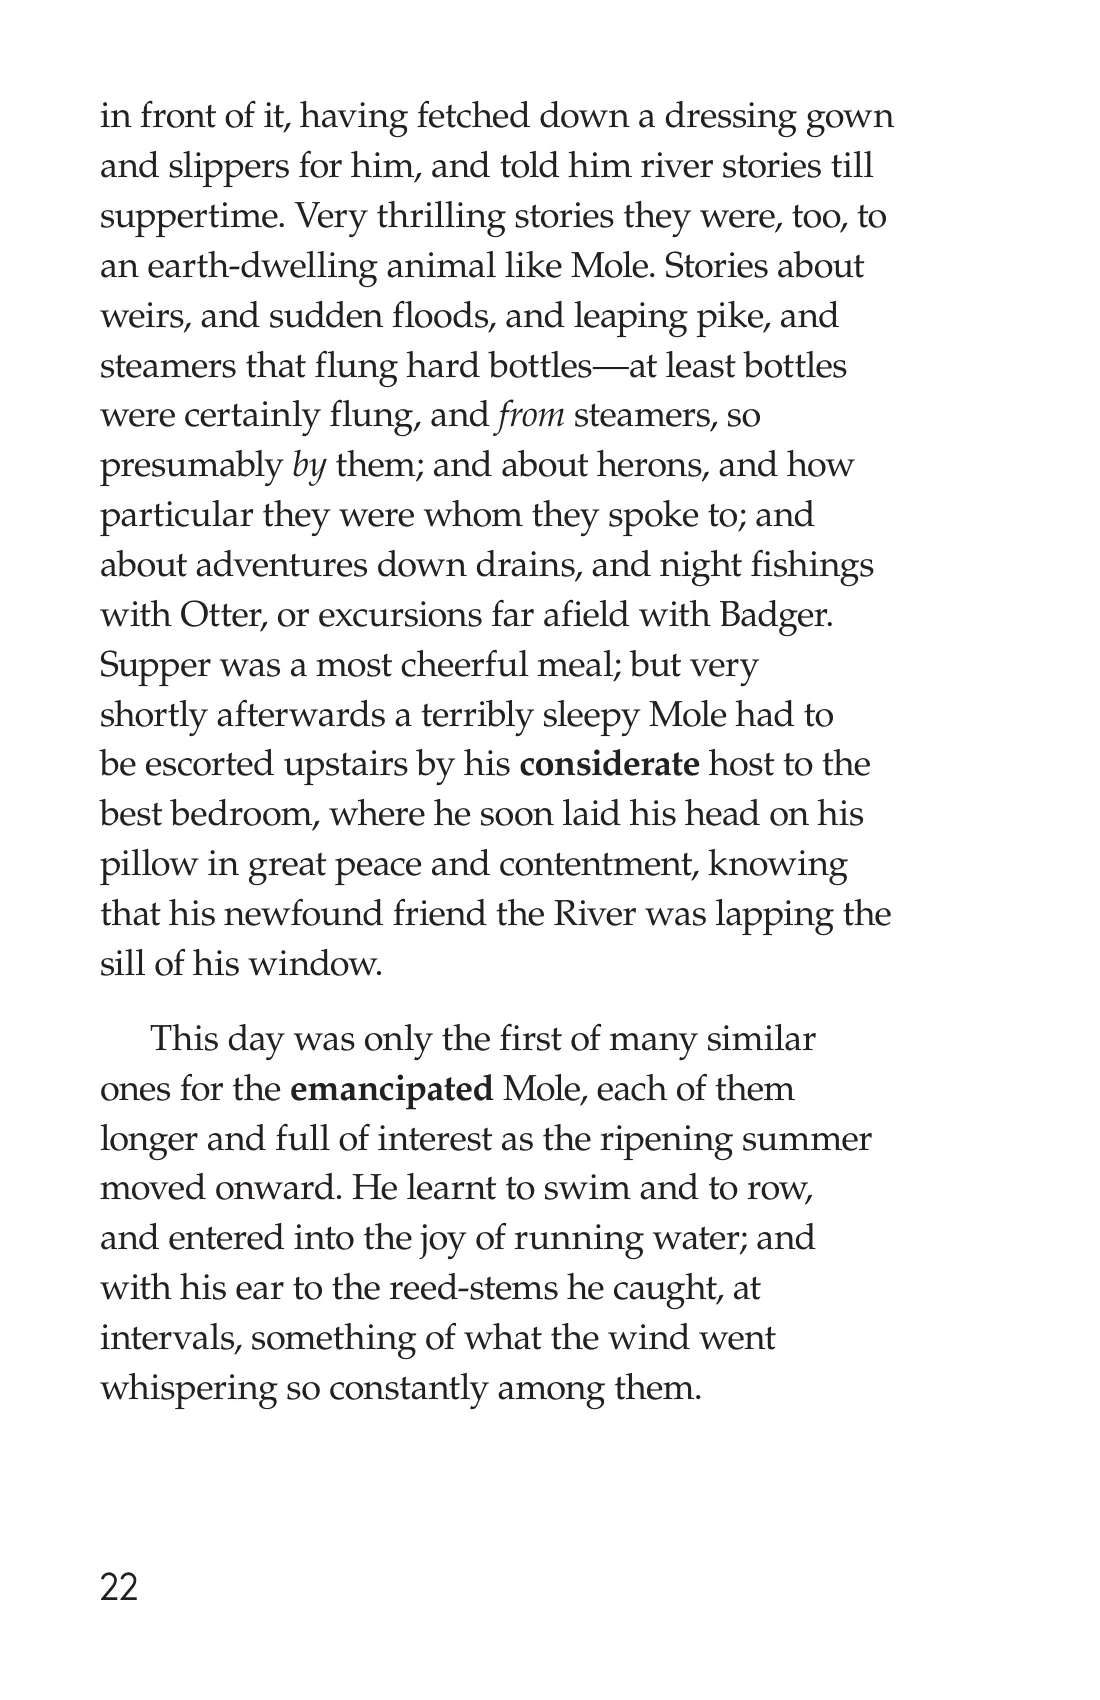 in front of it, having fetched down a dressing gown
and slippers for him, and told him river stories till
suppertime. Very thrilling stories they were, too, to
an earth-dwelling animal like Mole. Stories about
weirs, and sudden floods, and leaping pike, and
steamers that flung hard bottles—at least bottles
were certainly flung, and from steamers, so
presumably by them; and about herons, and how
particular they were whom they spoke to; and
about adventures down drains, and night fishings
with Otter, or excursions far afield with Badger.
Supper was a most cheerful meal; but very
shortly afterwards a terribly sleepy Mole had to
be escorted upstairs by his considerate host to the
best bedroom, where he soon laid his head on his
pillow in great peace and contentment, knowing
that his newfound friend the River was lapping the
sill of his window.
This day was only the first of many similar
ones for the emancipated Mole, each of them
longer and full of interest as the ripening summer
moved onward. He learnt to swim and to row,
and entered into the joy of running water; and
with his ear to the reed-stems he caught, at
intervals, something of what the wind went
whispering so constantly among them.
22